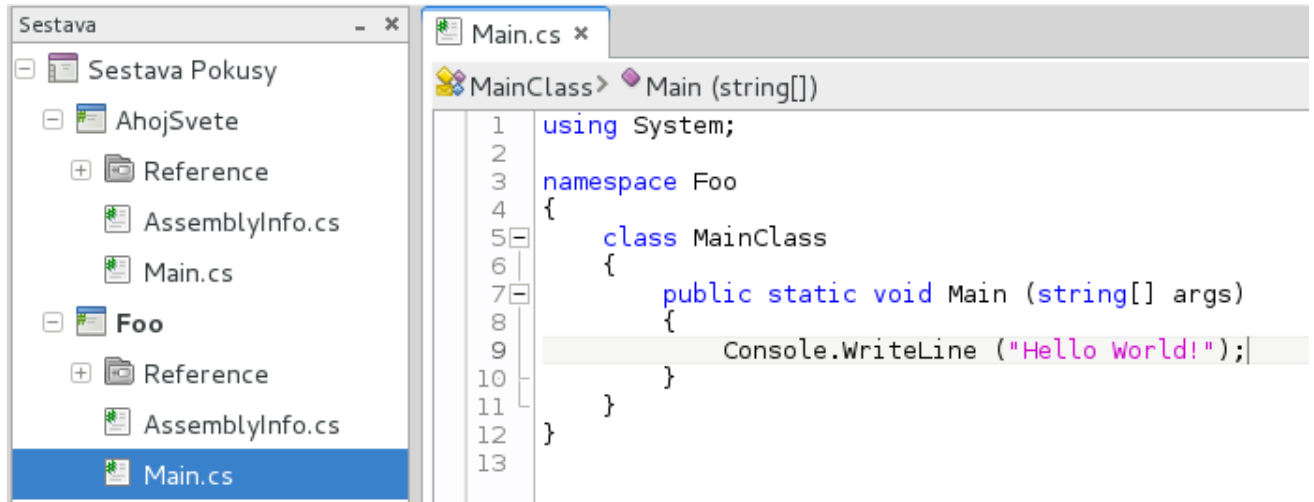 Sestava
Sestava Pokusy
AhojSvete
Reference
AssemblyInfo.cs
Main.cs
Foo
Reference
AssemblyInfo.cs
Main.cs
Main.cs
MainClass> Main (string[])
1 using System;
2
3 namespace Foo
4 {
5 class MainClass
6 {
7 public static void Main (string[] args)
8 {
9 Console.WriteLine ("Hello World!");
10 }
11 }
12 }
13